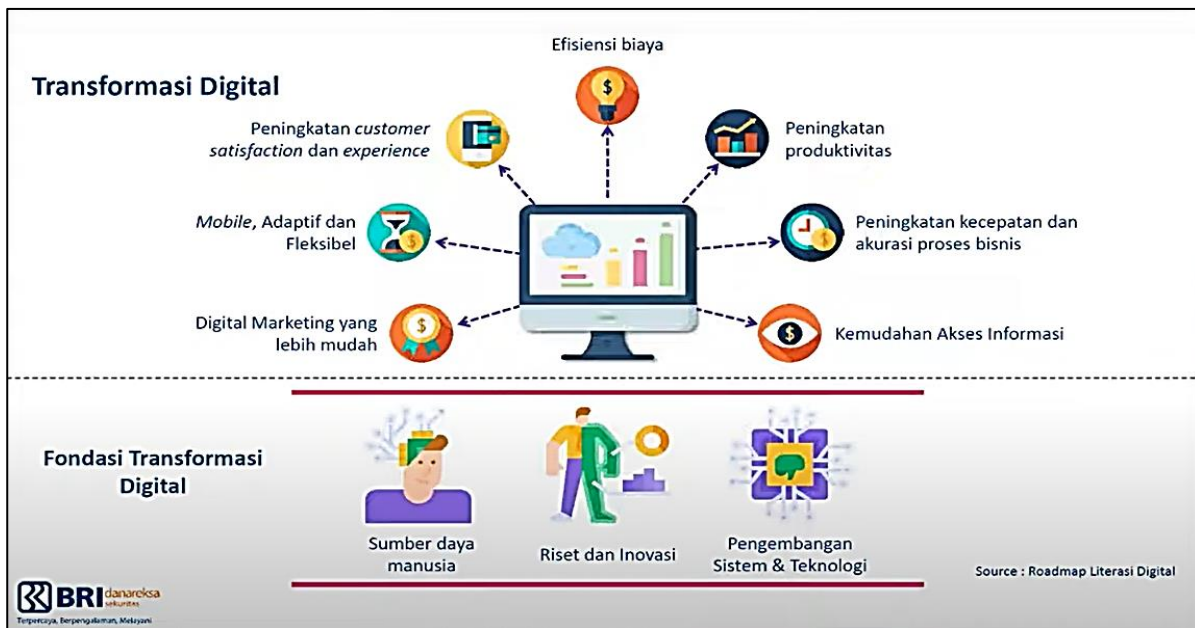 Efisiensi biaya
Transformasi Digital
Peningkatan customer
satisfaction dan experience
Peningkatan
produktivitas
Mobile, Adaptif dan
Fleksibel
Peningkatan kecepatan dan
akurasi proses bisnis
Digital Marketing yang
lebih mudah
Kemudahan Akses Informasi
Fondasi Transformasi
Digital
Sumber daya
manusia
Riset dan Inovasi
Pengembangan
Sistem & Teknologi
Source : Roadmap Literasi Digital
BRI danareksa
sekuritas
Terpercaya, Berpengalaman, Melayani